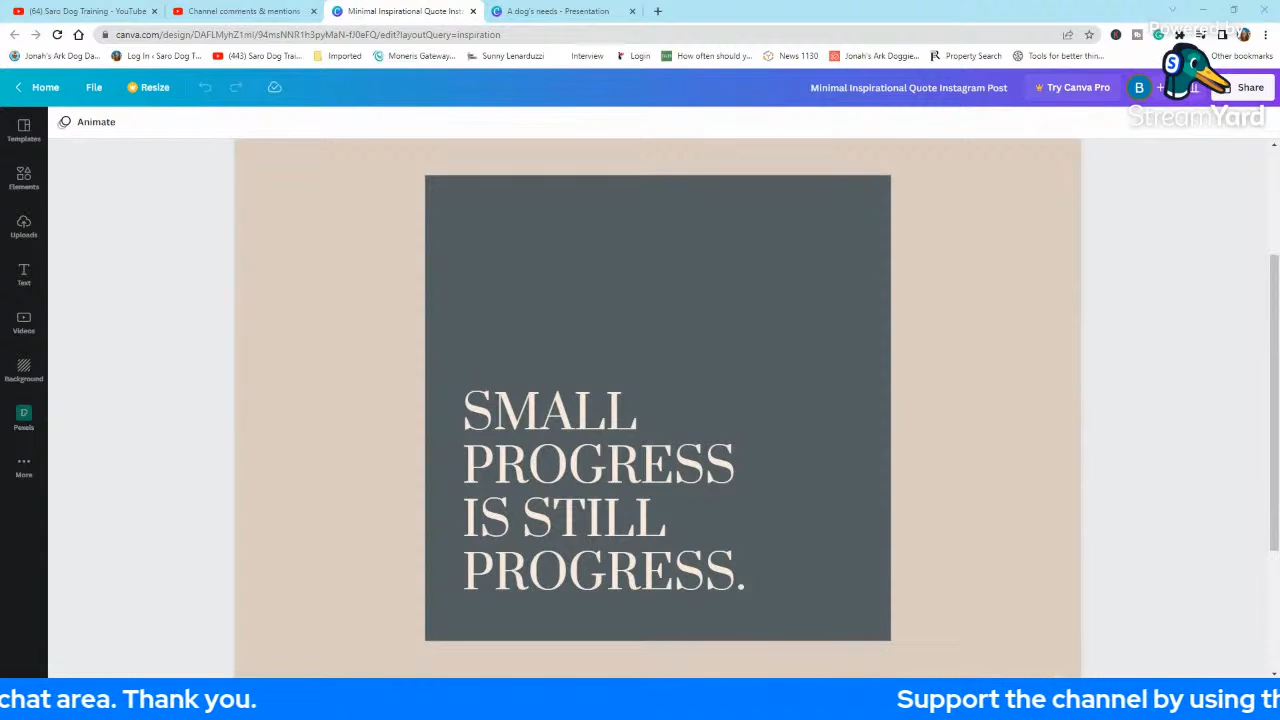 (64) Saro Dog Training - YouTube
Channel comments & mentions
Minimal Inspirational Quote Inst
A dog's needs - Presentation
canva.com/design/DAFLMyhZ1mI/94msNNR1h3pyMaN-fJ0eFQ/edit?layoutQuery=inspiration
Powered by
Jonah's Ark Dog Da...
Log In ‹ Saro Dog T...
(443) Saro Dog Trai...
Imported
Moneris Gateway...
Sunny Lenarduzzi
Interview
Login
How often should y...
News 1130
Jonah's Ark Doggie...
Property Search
Tools for better thin...
Other bookmarks
Home
File
Resize
Minimal Inspirational Quote Instagram Post
Try Canva Pro
B
Share
StreamYard
Animate
Templates
Elements
Uploads
Text
Videos
Background
Pexels
More
SMALL
PROGRESS
IS STILL
PROGRESS.
chat area. Thank you.
Support the channel by using th